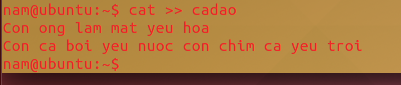 nam@ubuntu:~$ cat >> cadao
Con ong lam mat yeu hoa
Con ca boi yeu nuoc con chim ca yeu troi
nam@ubuntu:~$